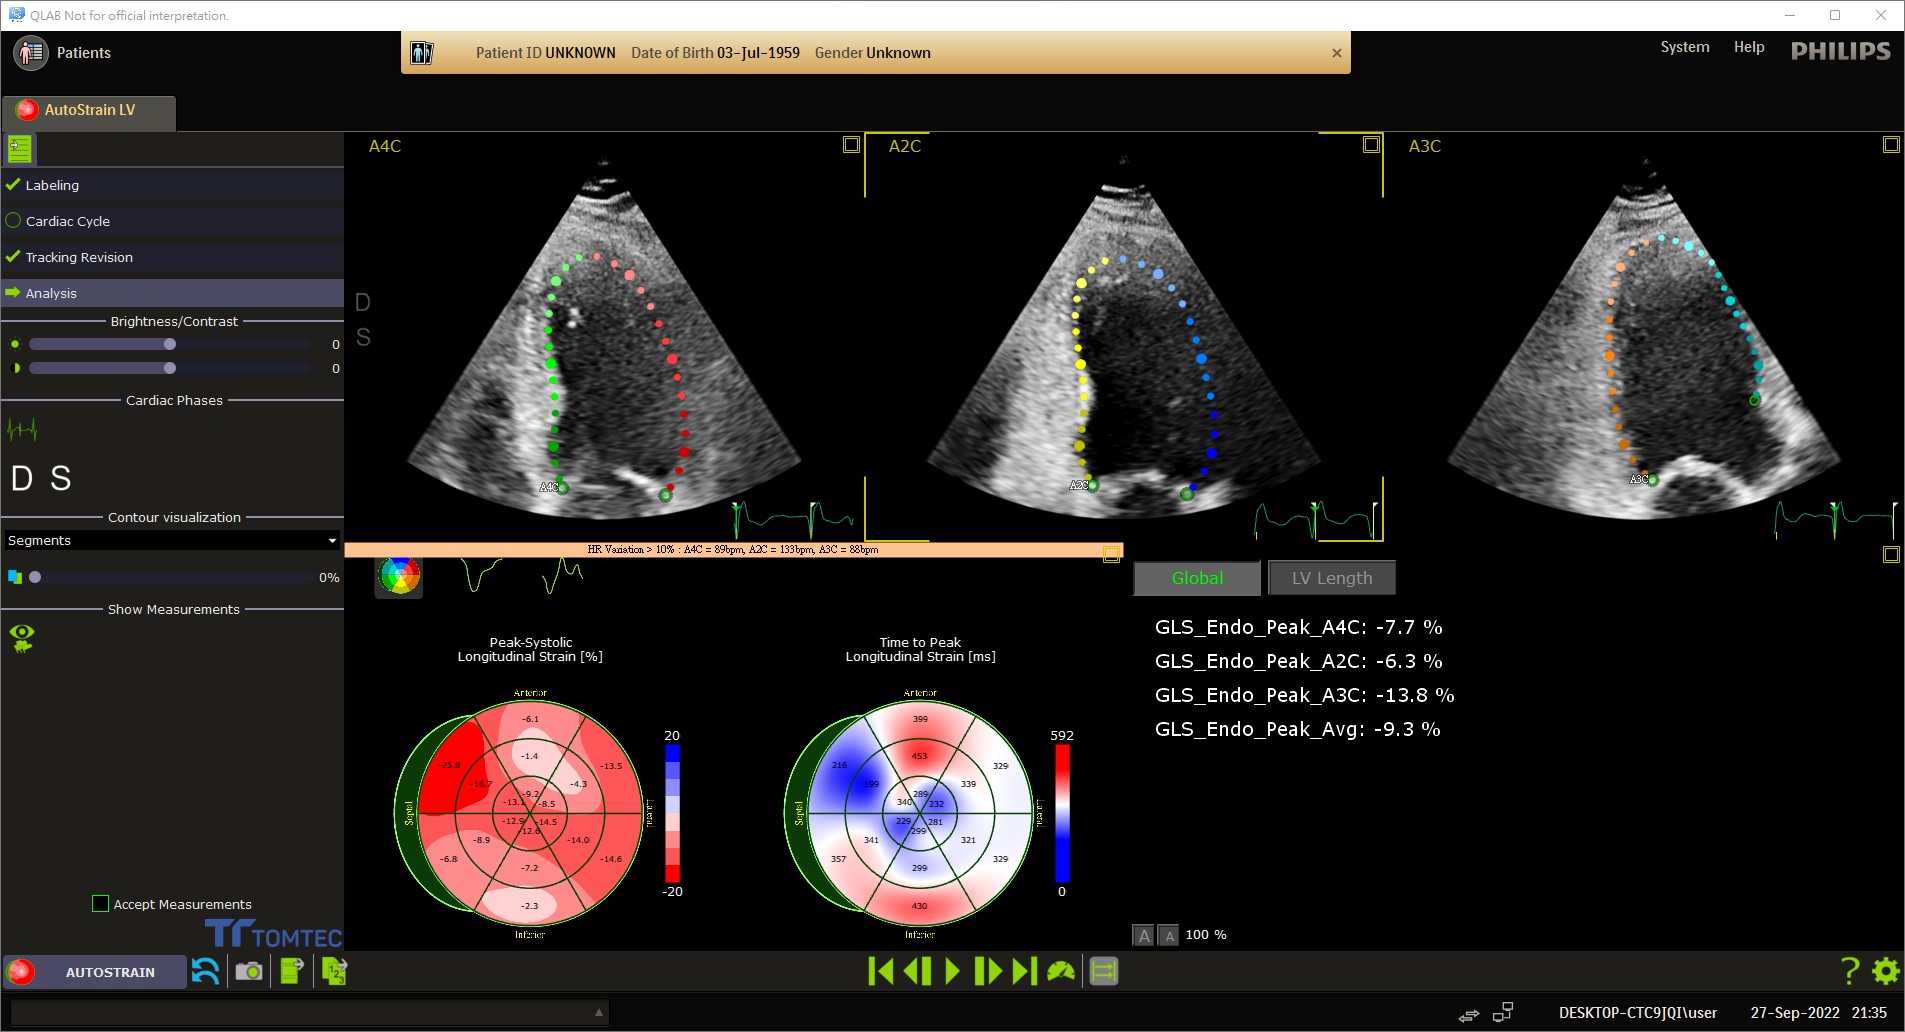 QLAB Not for official interpretation.
Patients
Patient ID UNKNOWN Date of Birth 03-Jul-1959 Gender Unknown
System Help PHILIPS
AutoStrain LV
Labeling
Cardiac Cycle
Tracking Revision
Analysis
Brightness/Contrast
0
0
Cardiac Phases
D S
Contour visualization
Segments
0%
Show Measurements
Accept Measurements
TOMTEC
A4C
D
S
A4C
A2C
A2C
A3C
A3C
HR Variation > 10% : A4C = 89bpm, A2C = 133bpm, A3C = 88bpm
Peak-Systolic
Longitudinal Strain [%]
Anterior
-6.1
-25.8 -1.4 -13.5
-16.7 -4.3
-9.2
-13.1 -8.5
Septal Lateral
-12.9 -14.5
-12.6
-8.9 -14.0
-6.8 -14.6
-7.2
-2.3
Inferior
20
-20
Time to Peak
Longitudinal Strain [ms]
Anterior
399
453
216 329
199 339
289
340 232
Septal Lateral
229 281
299
341 321
357 329
299
430
Inferior
592
0
Global LV Length
GLS_Endo_Peak_A4C: -7.7 %
GLS_Endo_Peak_A2C: -6.3 %
GLS_Endo_Peak_A3C: -13.8 %
GLS_Endo_Peak_Avg: -9.3 %
A A 100 %
AUTOSTRAIN
123
?
DESKTOP-CTC9JQI\user 27-Sep-2022 21:35